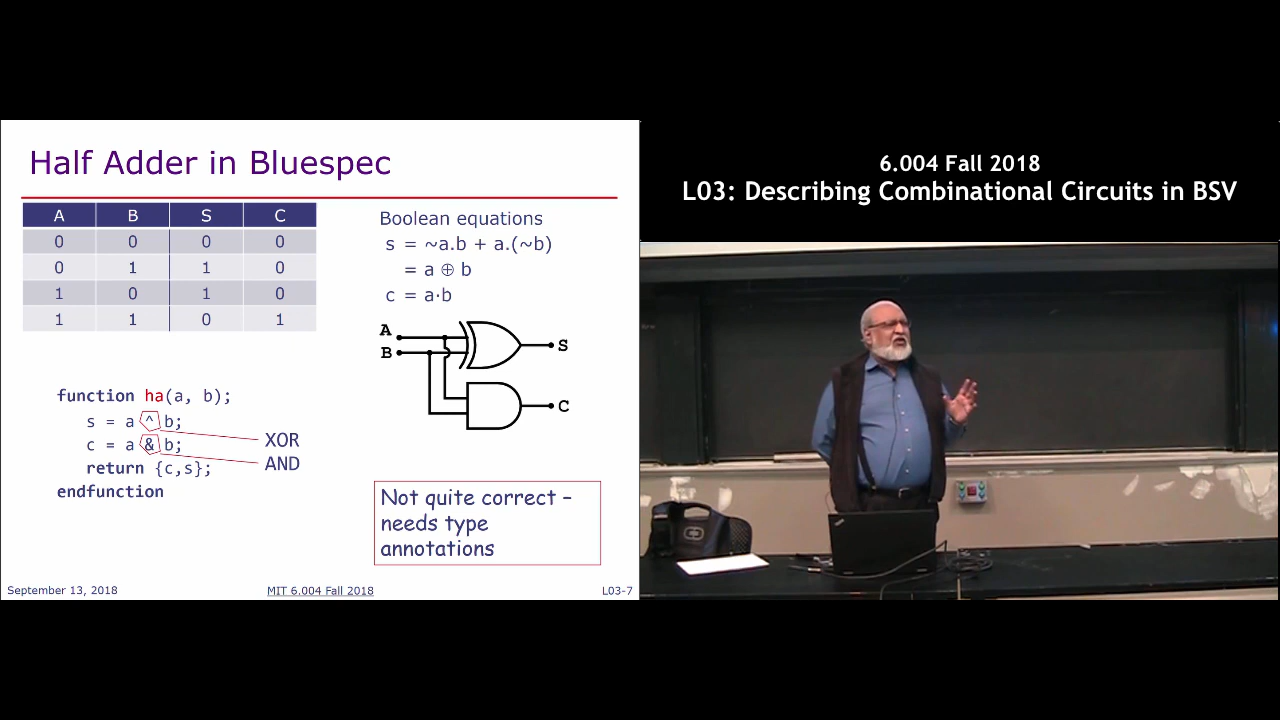 Half Adder in Bluespec
A B S C
0 0 0 0
0 1 1 0
1 0 1 0
1 1 0 1
Boolean equations
s = ~a.b + a.(~b)
= a ⊕ b
c = a·b
A
B
S
C
function ha(a, b);
s = a ^ b;
c = a & b;
return {c,s};
endfunction
XOR
AND
Not quite correct –
needs type
annotations
September 13, 2018
MIT 6.004 Fall 2018
L03-7
6.004 Fall 2018
L03: Describing Combinational Circuits in BSV